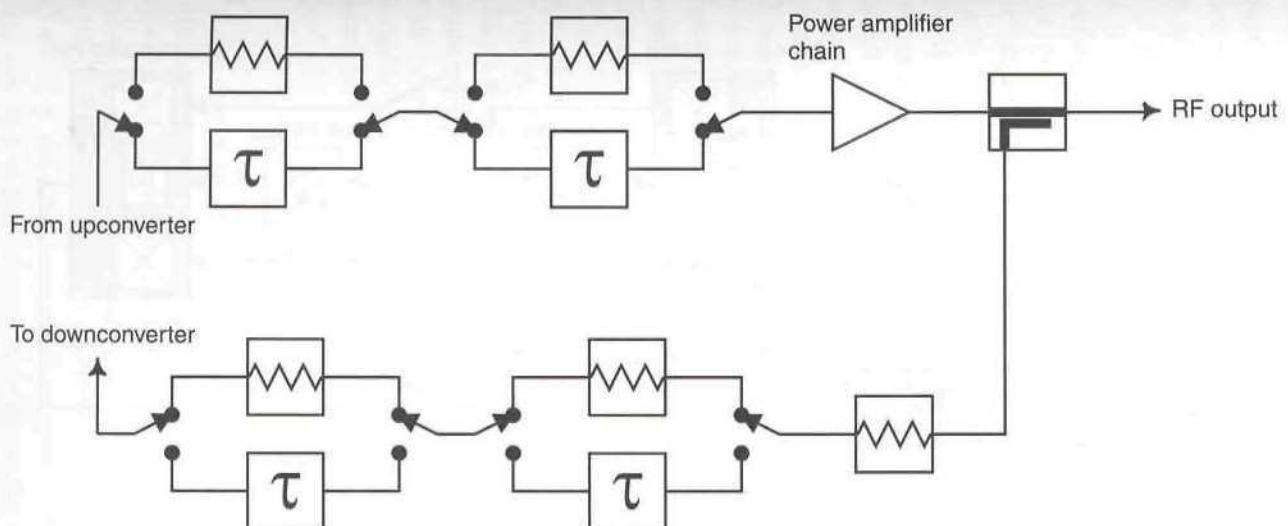 Power amplifier
chain
RF output
τ
τ
From upconverter
To downconverter
τ
τ